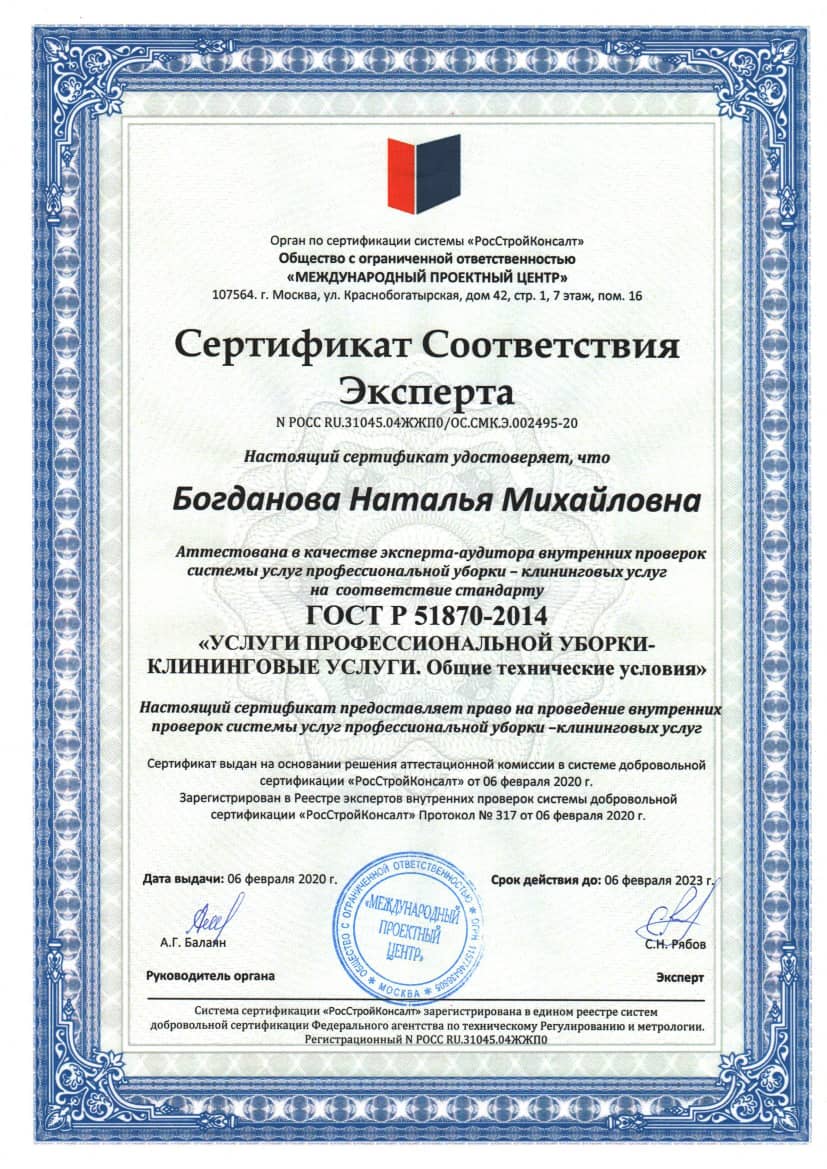 Орган по сертификации системы «РосСтройКонсалт»
Общество с ограниченной ответственностью
«МЕЖДУНАРОДНЫЙ ПРОЕКТНЫЙ ЦЕНТР»
107564. г. Москва, ул. Краснобогатырская, дом 42, стр. 1, 7 этаж, пом. 16
Сертификат Соответствия
Эксперта
N РОСС RU.31045.04ЖЖП0/ОС.СМК.Э.002495-20
Настоящий сертификат удостоверяет, что
Богданова Наталья Михайловна
Аттестована в качестве эксперта-аудитора внутренних проверок
системы услуг профессиональной уборки – клининговых услуг
на соответствие стандарту
ГОСТ Р 51870-2014
«УСЛУГИ ПРОФЕССИОНАЛЬНОЙ УБОРКИ-
КЛИНИНГОВЫЕ УСЛУГИ. Общие технические условия»
Настоящий сертификат предоставляет право на проведение внутренних
проверок системы услуг профессиональной уборки –клининговых услуг
Сертификат выдан на основании решения аттестационной комиссии в системе добровольной
сертификации «РосСтройКонсалт» от 06 февраля 2020 г.
Зарегистрирован в Реестре экспертов внутренних проверок системы добровольной
сертификации «РосСтройКонсалт» Протокол № 317 от 06 февраля 2020 г.
Дата выдачи: 06 февраля 2020 г. Срок действия до: 06 февраля 2023 г.
ОБЩЕСТВО С ОГРАНИЧЕННОЙ ОТВЕТСТВЕННОСТЬЮ
«МЕЖДУНАРОДНЫЙ
ПРОЕКТНЫЙ
ЦЕНТР»
МОСКВА
ОГРН
А.Г. Балаян С.Н. Рябов
Руководитель органа Эксперт
Система сертификации «РосСтройКонсалт» зарегистрирована в едином реестре систем
добровольной сертификации Федерального агентства по техническому Регулированию и метрологии.
Регистрационный N РОСС RU.31045.04ЖЖП0